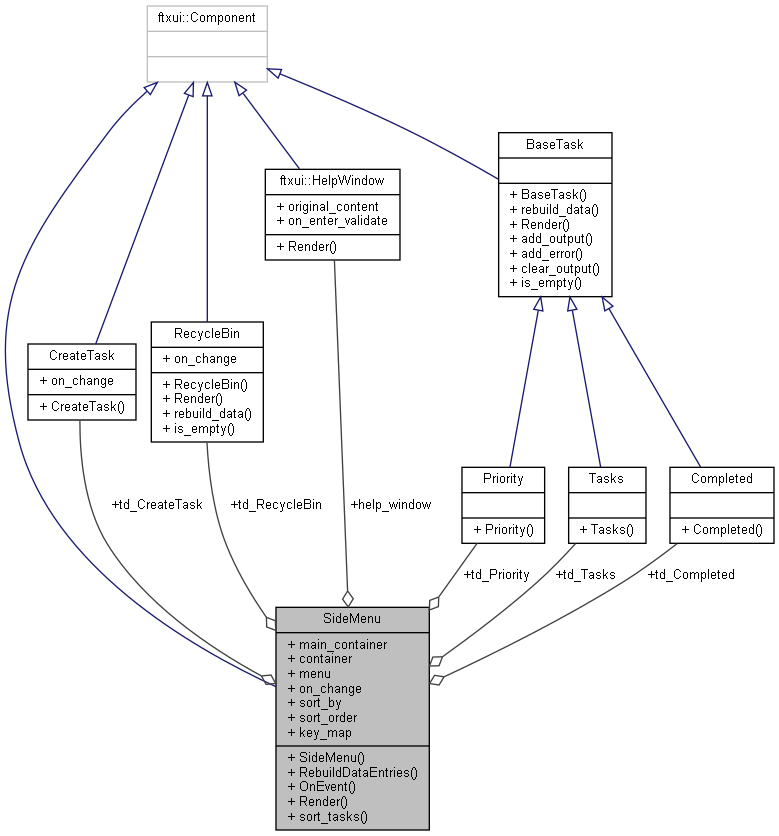 ftxui::Component
BaseTask
+ BaseTask()
+ rebuild_data()
+ Render()
+ add_output()
+ add_error()
+ clear_output()
+ is_empty()
ftxui::HelpWindow
+ original_content
+ on_enter_validate
+ Render()
RecycleBin
+ on_change
+ RecycleBin()
+ Render()
+ rebuild_data()
+ is_empty()
CreateTask
+ on_change
+ CreateTask()
Priority
+ Priority()
Tasks
+ Tasks()
Completed
+ Completed()
+td_CreateTask
+td_RecycleBin
+help_window
+td_Priority
+td_Tasks
+td_Completed
SideMenu
+ main_container
+ container
+ menu
+ on_change
+ sort_by
+ sort_order
+ key_map
+ SideMenu()
+ RebuildDataEntries()
+ OnEvent()
+ Render()
+ sort_tasks()